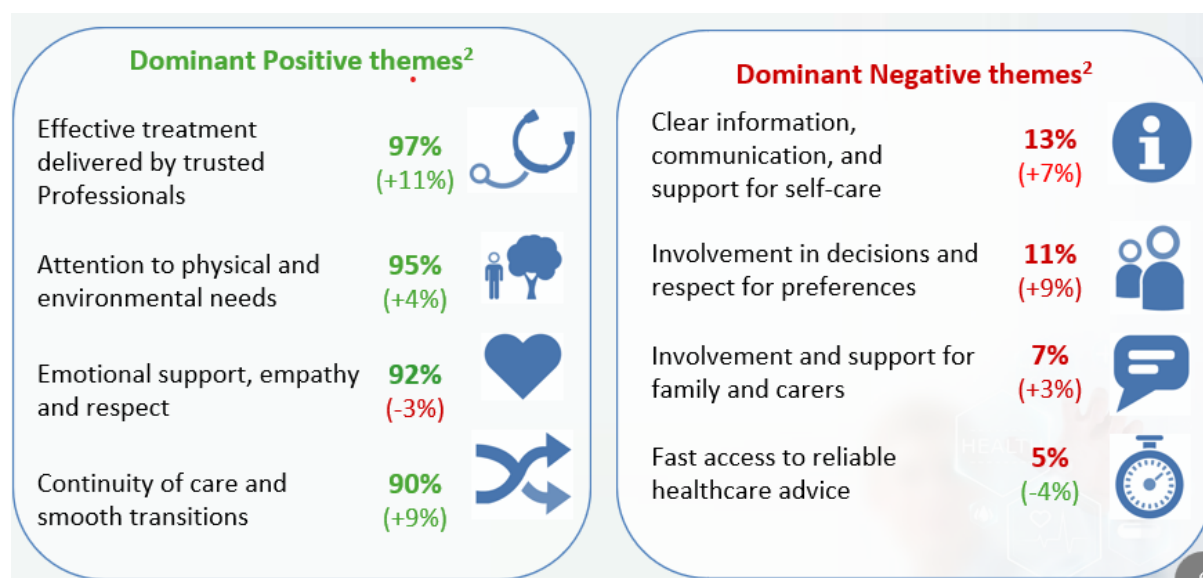 Dominant Positive themes²
Effective treatment
delivered by trusted
Professionals
97%
(+11%)
Attention to physical and
environmental needs
95%
(+4%)
Emotional support, empathy
and respect
92%
(-3%)
Continuity of care and
smooth transitions
90%
(+9%)
Dominant Negative themes²
Clear information,
communication, and
support for self-care
13%
(+7%)
Involvement in decisions and
respect for preferences
11%
(+9%)
Involvement and support for
family and carers
7%
(+3%)
Fast access to reliable
healthcare advice
5%
(-4%)